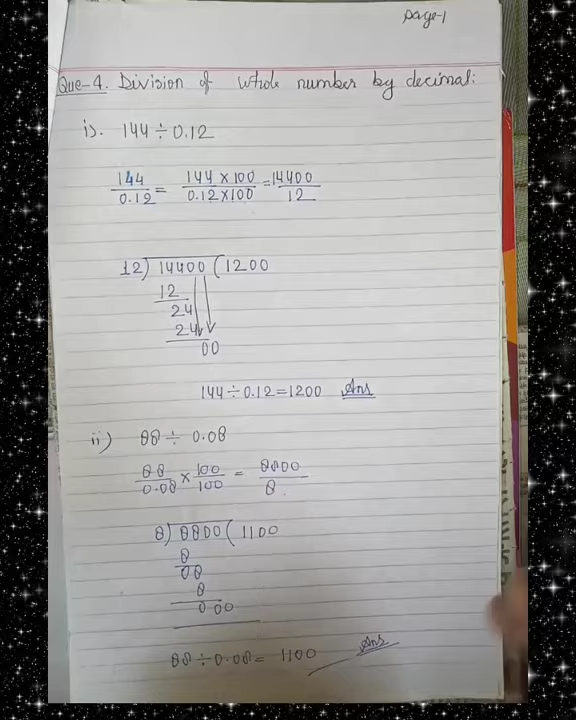 Page-1
Que-4. Division of whole number by decimal:
i). 144 ÷ 0.12
144/0.12 = 144 × 100/0.12 × 100 = 14400/12
12) 14400 (1200
12
24
24
00
144 ÷ 0.12 = 1200 Ans
ii) 88 ÷ 0.08
88/0.08 × 100/100 = 8800/8
8) 8800 (1100
8
08
8
0 00
88 ÷ 0.08 = 1100 Ans